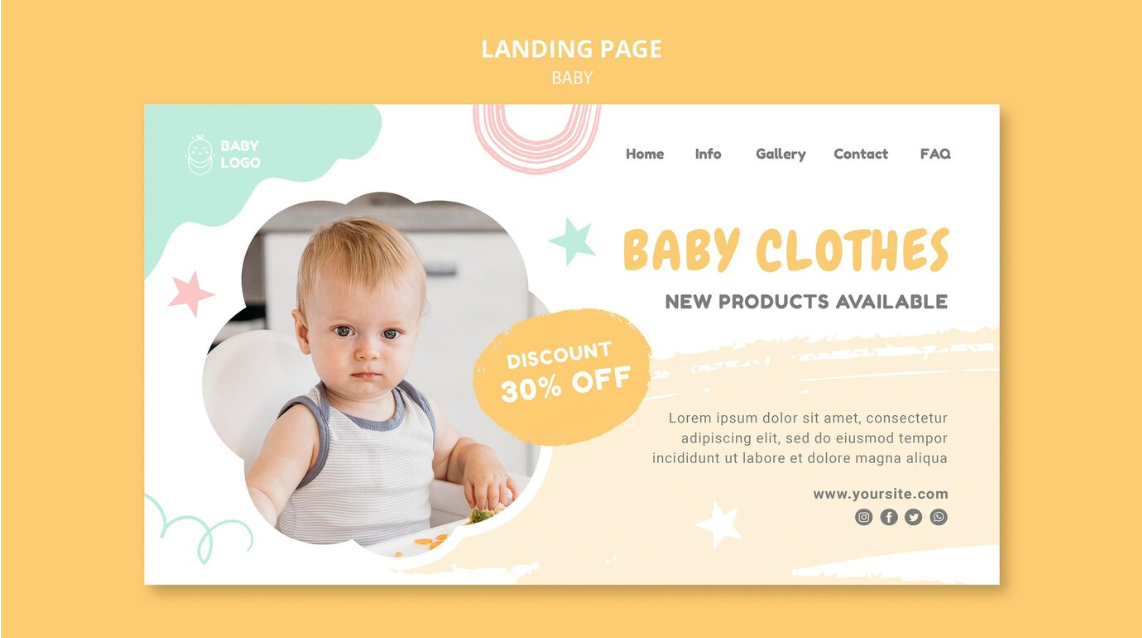 LANDING PAGE
BABY
BABY
LOGO
Home Info Gallery Contact FAQ
BABY CLOTHES
NEW PRODUCTS AVAILABLE
DISCOUNT
30% OFF
Lorem ipsum dolor sit amet, consectetur
adipiscing elit, sed do eiusmod tempor
incididunt ut labore et dolore magna aliqua
www.yoursite.com